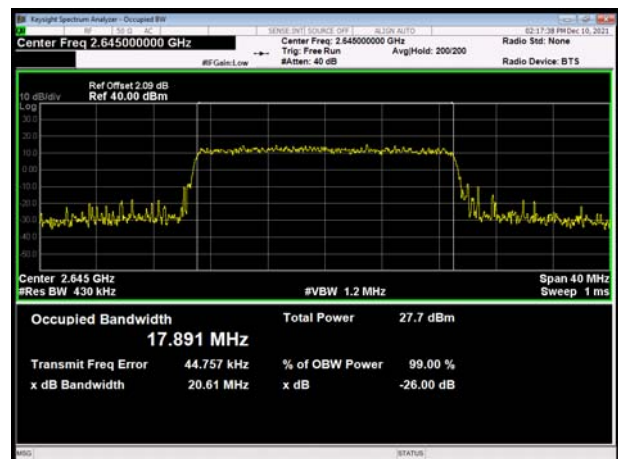 Keysight Spectrum Analyzer - Occupied BW
RF 50 Ω AC SENSE:INT SOURCE OFF ALIGN AUTO 02:17:38 PM Dec 10, 2021
Center Freq 2.645000000 GHz Center Freq: 2.645000000 GHz Radio Std: None
Trig: Free Run Avg|Hold: 200/200
#IFGain:Low #Atten: 40 dB Radio Device: BTS
Ref Offset 2.09 dB
10 dB/div Ref 40.00 dBm
Log
30.0
20.0
10.0
0.00
10.0
20.0
30.0
40.0
50.0
Center 2.645 GHz Span 40 MHz
#Res BW 430 kHz #VBW 1.2 MHz Sweep 1 ms
Occupied Bandwidth Total Power 27.7 dBm
17.891 MHz
Transmit Freq Error 44.757 kHz % of OBW Power 99.00 %
x dB Bandwidth 20.61 MHz x dB -26.00 dB
MSG STATUS